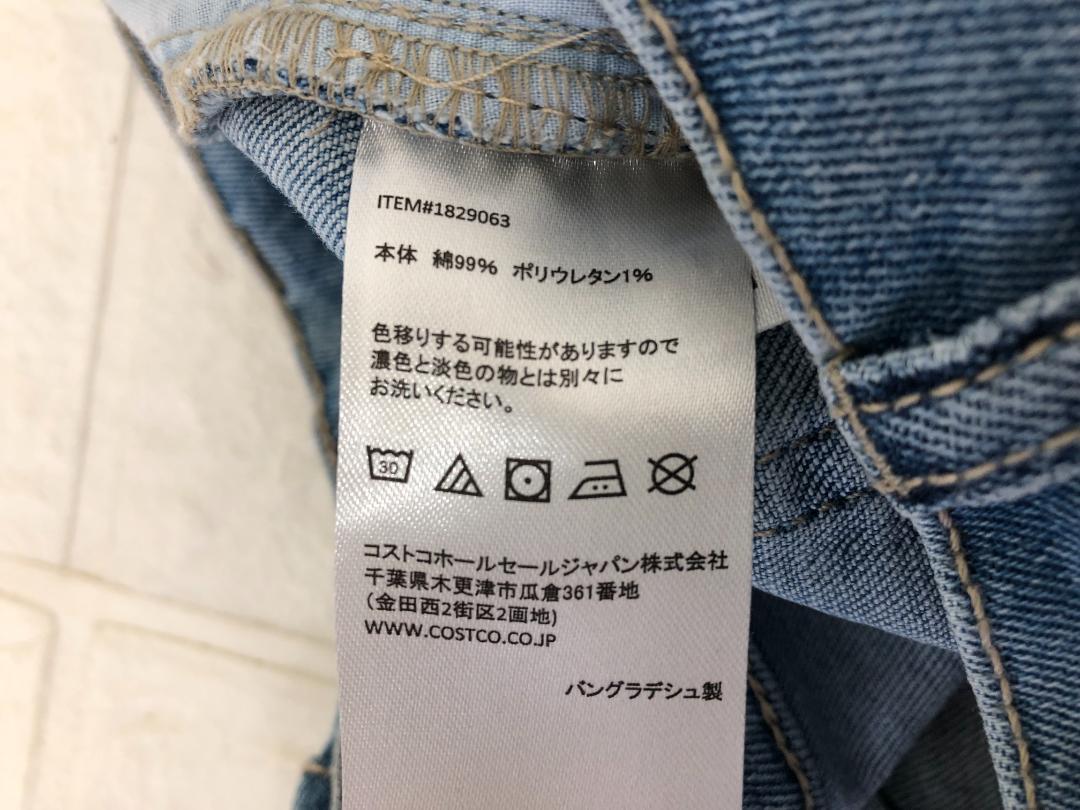 ITEM#1829063
本体 綿99% ポリウレタン1%
色移りする可能性がありますので
濃色と淡色の物とは別々に
お洗いください。
30
コストコホールセールジャパン株式会社
千葉県木更津市瓜倉361番地
（金田西2街区2画地)
WWW.COSTCO.CO.JP
バングラデシュ製